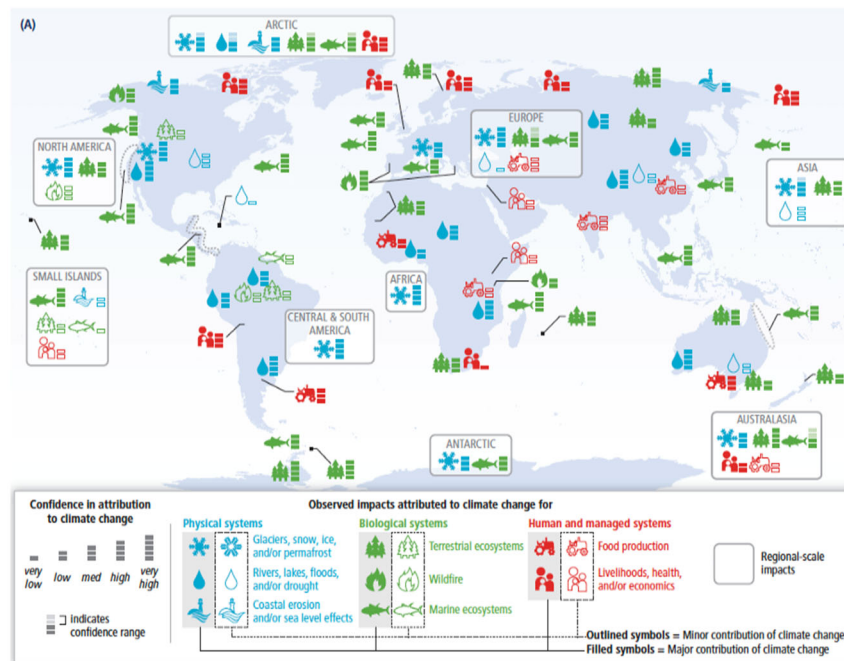 (A)
ARCTIC
NORTH AMERICA
EUROPE
ASIA
SMALL ISLANDS
AFRICA
CENTRAL & SOUTH
AMERICA
ANTARCTIC
AUSTRALASIA
Confidence in attribution
to climate change
very
low
low
med
high
very
high
indicates
confidence range
Observed impacts attributed to climate change for
Physical systems
Glaciers, snow, ice,
and/or permafrost
Rivers, lakes, floods,
and/or drought
Coastal erosion
and/or sea level effects
Biological systems
Terrestrial ecosystems
Wildfire
Marine ecosystems
Human and managed systems
Food production
Livelihoods, health,
and/or economics
Regional-scale
impacts
Outlined symbols = Minor contribution of climate change
Filled symbols = Major contribution of climate change